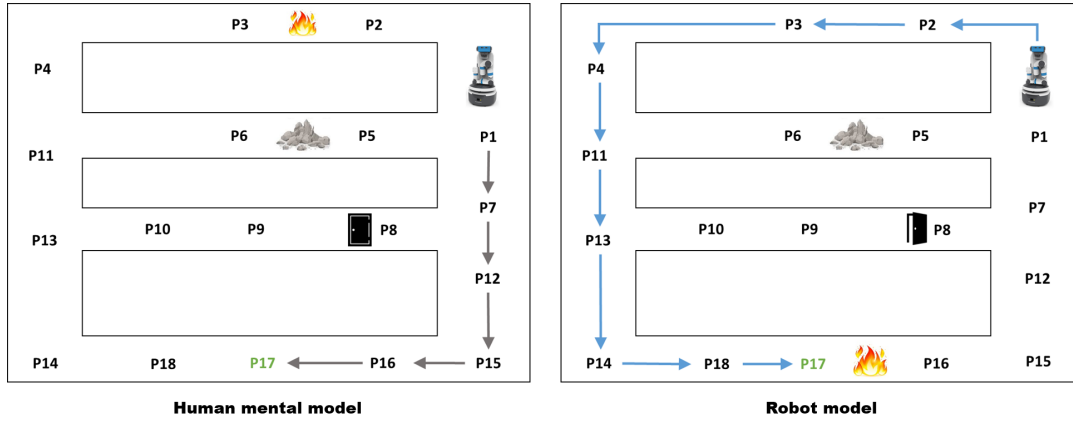 P3 P2
P4
P6 P5 P1
P11
P7
P10 P9 P8
P13
P12
P14 P18 P17 P16 P15
Human mental model
P3 P2
P4
P6 P5 P1
P11
P7
P10 P9 P8
P13
P12
P14 P18 P17 P16 P15
Robot model